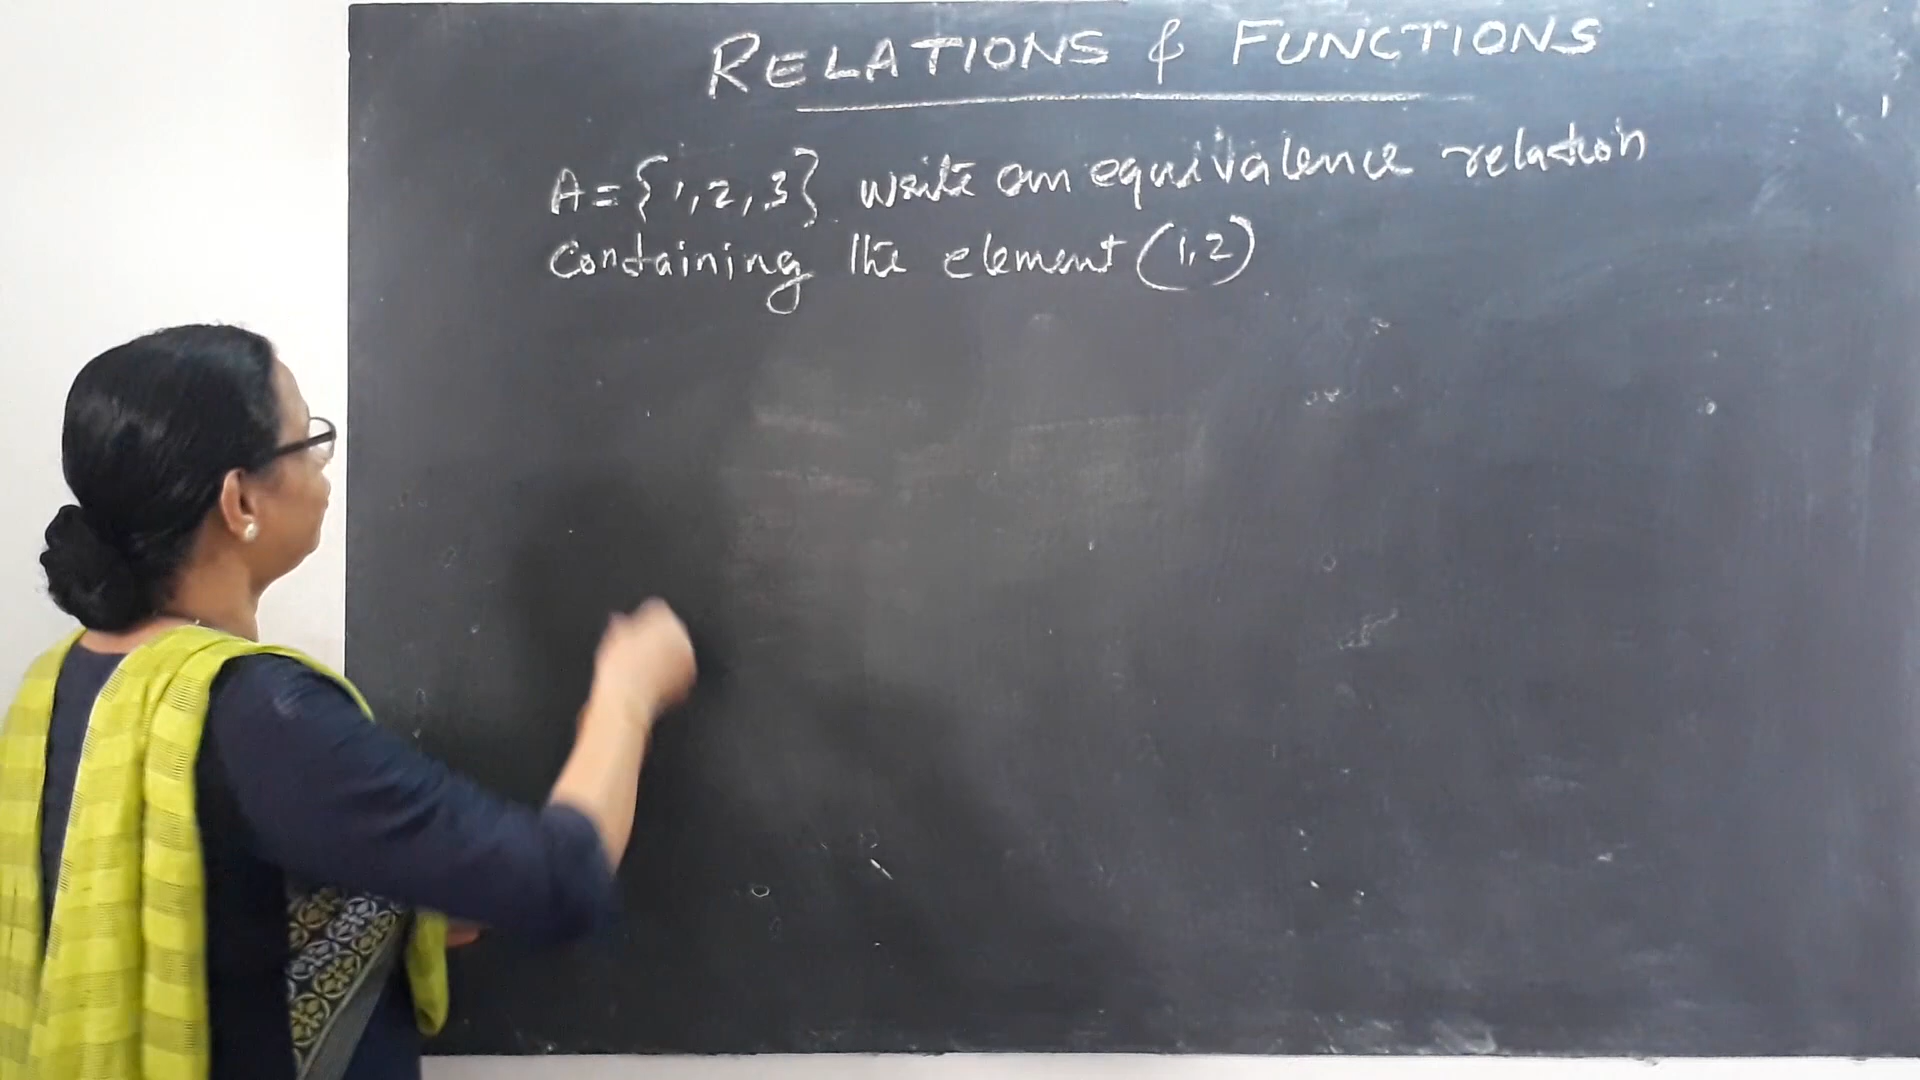 RELATIONS & FUNCTIONS
A = {1, 2, 3} write an equivalence relation
containing the element (1, 2)